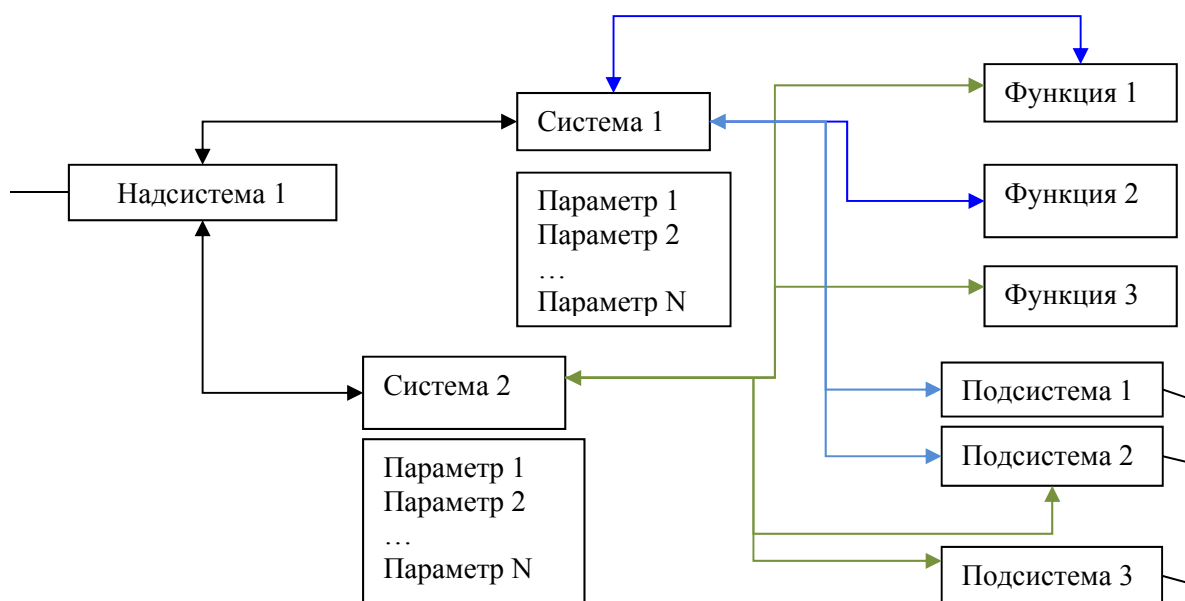 Функция 1
Система 1
Надсистема 1
Функция 2
Параметр 1
Параметр 2
…
Параметр N
Функция 3
Система 2
Подсистема 1
Подсистема 2
Параметр 1
Параметр 2
…
Параметр N
Подсистема 3